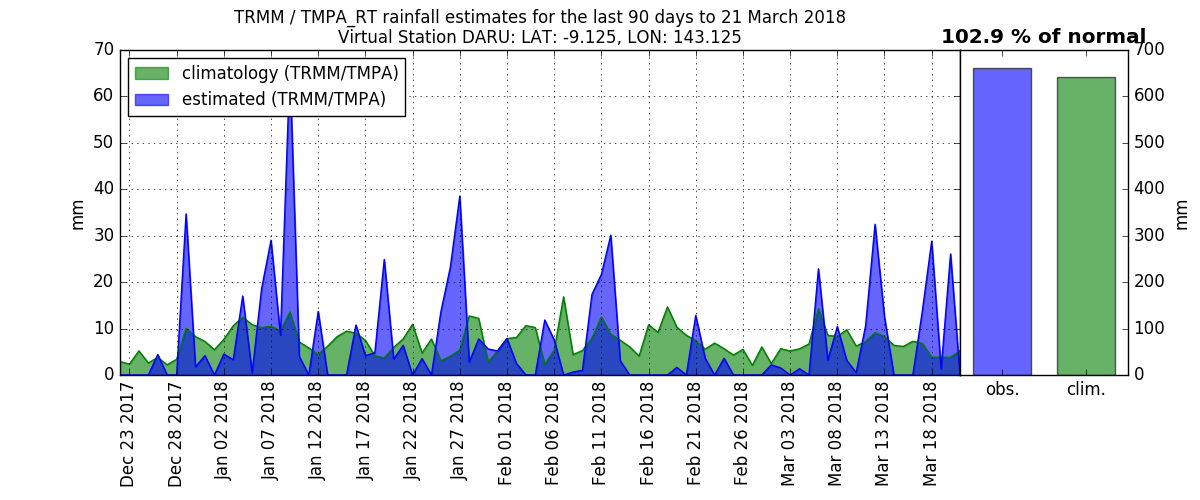 TRMM / TMPA_RT rainfall estimates for the last 90 days to 21 March 2018
Virtual Station DARU: LAT: -9.125, LON: 143.125
102.9 % of normal
climatology (TRMM/TMPA)
estimated (TRMM/TMPA)
mm
70
60
50
40
30
20
10
0
Dec 23 2017
Dec 28 2017
Jan 02 2018
Jan 07 2018
Jan 12 2018
Jan 17 2018
Jan 22 2018
Jan 27 2018
Feb 01 2018
Feb 06 2018
Feb 11 2018
Feb 16 2018
Feb 21 2018
Feb 26 2018
Mar 03 2018
Mar 08 2018
Mar 13 2018
Mar 18 2018
700
600
500
400
300
200
100
0
mm
obs.
clim.